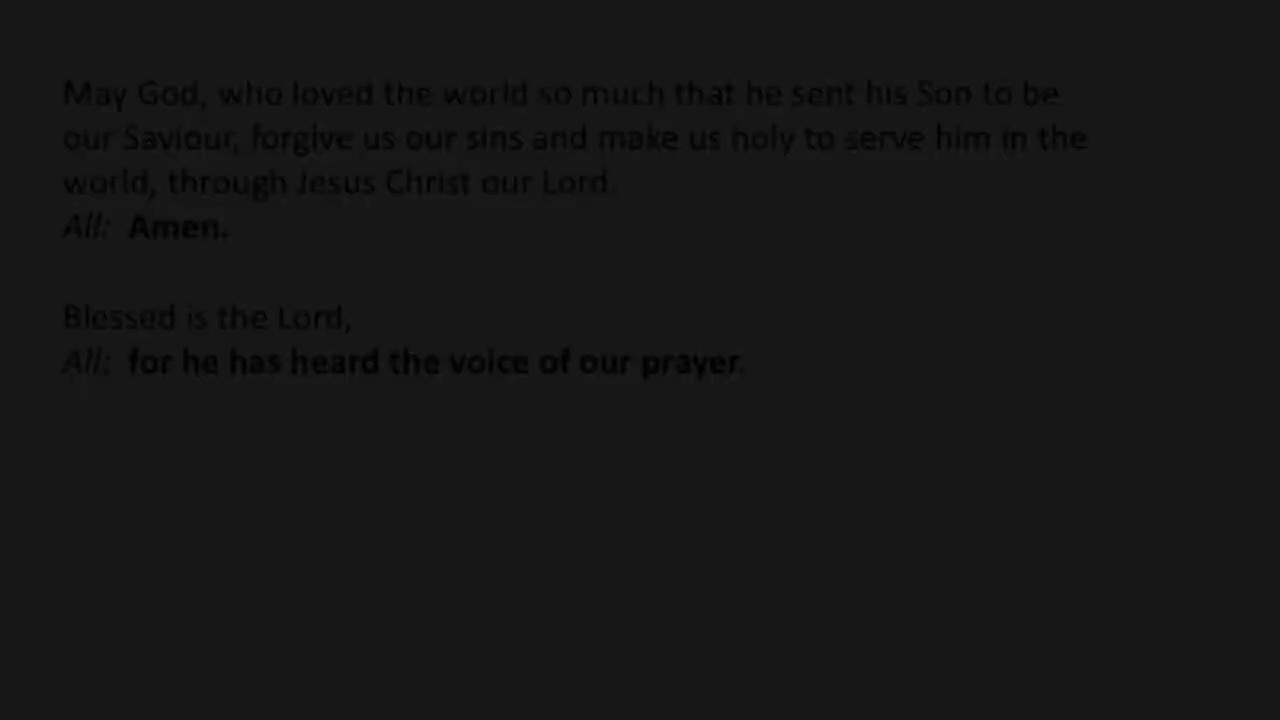 May God, who loved the world so much that he sent his Son to be
our Saviour, forgive us our sins and make us holy to serve him in the
world, through Jesus Christ our Lord.
All: Amen.
Blessed is the Lord,
All: for he has heard the voice of our prayer.